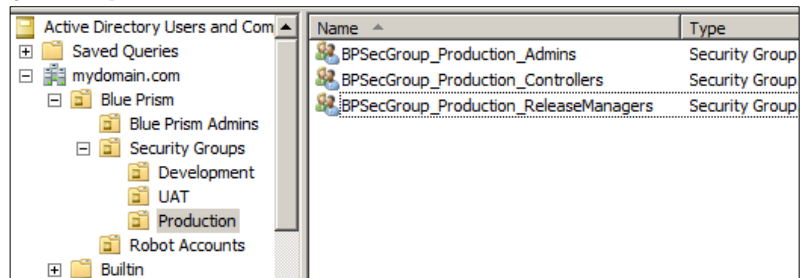 Active Directory Users and Com
Saved Queries
mydomain.com
Blue Prism
Blue Prism Admins
Security Groups
Development
UAT
Production
Robot Accounts
Builtin
Name Type
BPSecGroup_Production_Admins Security Group
BPSecGroup_Production_Controllers Security Group
BPSecGroup_Production_ReleaseManagers Security Group